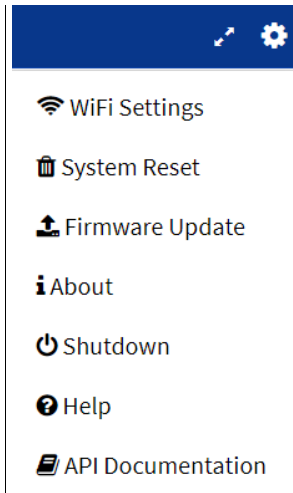 WiFi Settings
System Reset
Firmware Update
About
Shutdown
Help
API Documentation